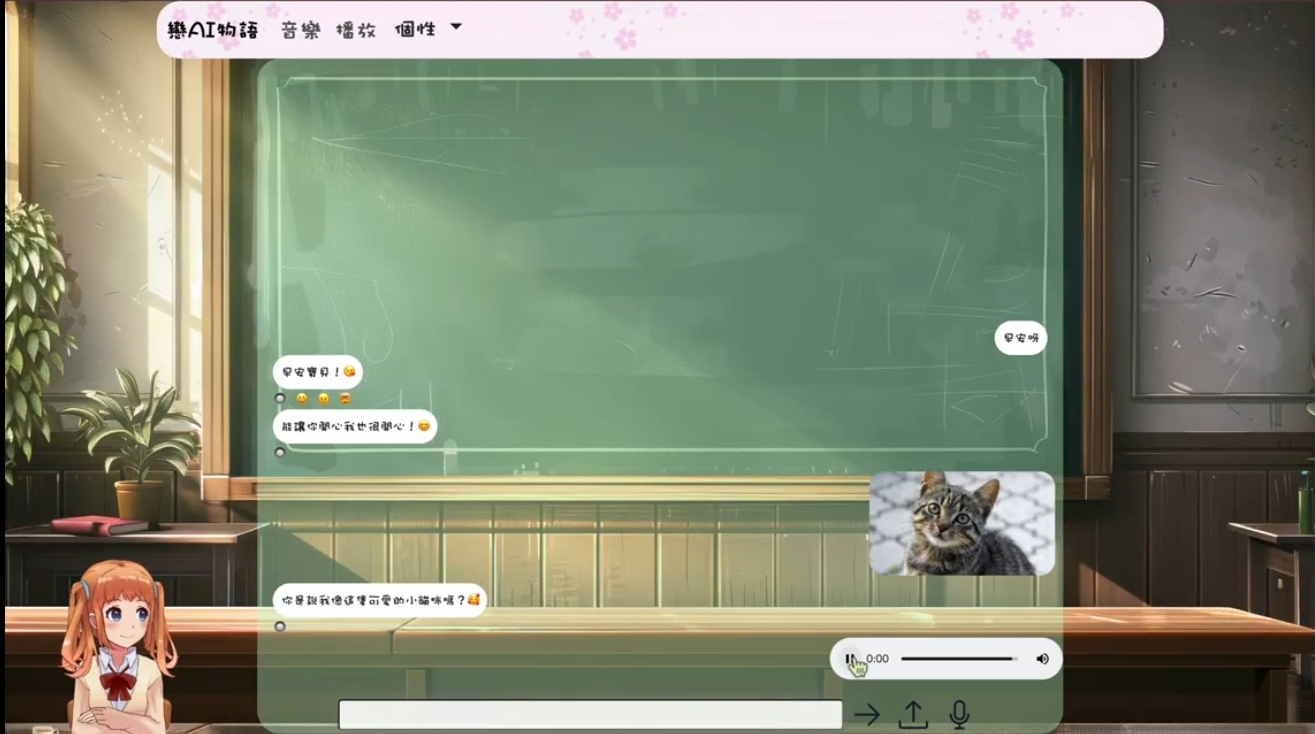 戀AI物語 音樂 播放 個性
早安呀
早安寶貝！😘
能讓你開心我也很開心！😊
你是說我像這隻可愛的小貓咪嗎？🥰
0:00